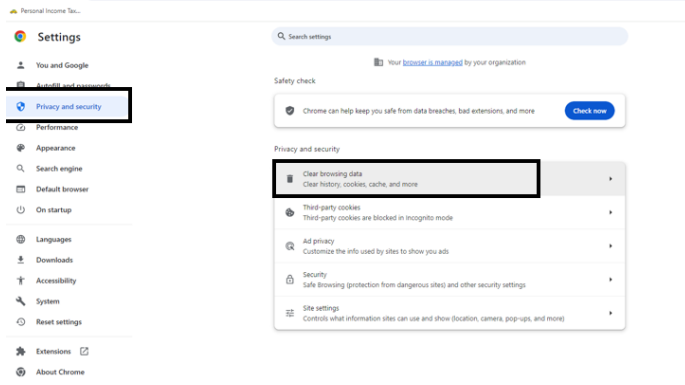 Personal Income Tax...
Settings
Search settings
You and Google
Autofill and passwords
Privacy and security
Performance
Appearance
Search engine
Default browser
On startup
Languages
Downloads
Accessibility
System
Reset settings
Extensions
About Chrome
Your browser is managed by your organization
Safety check
Chrome can help keep you safe from data breaches, bad extensions, and more
Check now
Privacy and security
Clear browsing data
Clear history, cookies, cache, and more
Third-party cookies
Third-party cookies are blocked in Incognito mode
Ad privacy
Customize the info used by sites to show you ads
Security
Safe Browsing (protection from dangerous sites) and other security settings
Site settings
Controls what information sites can use and show (location, camera, pop-ups, and more)